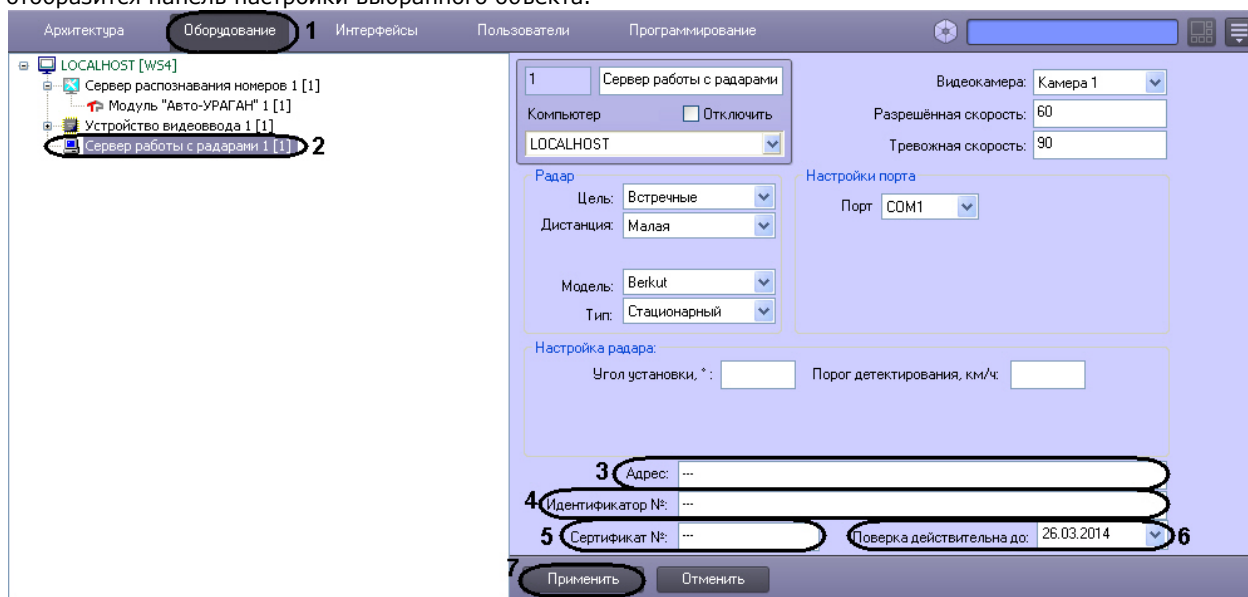 отобразится панель настройки выбранного объекта.
Архитектура Оборудование 1 Интерфейсы Пользователи Программирование
LOCALHOST [WS4]
Сервер распознавания номеров 1 [1]
Модуль "Авто-УРАГАН" 1 [1]
Устройство видеоввода 1 [1]
Сервер работы с радарами 1 [1] 2
1 Сервер работы с радарами
Компьютер Отключить
LOCALHOST
Видеокамера: Камера 1
Разрешённая скорость: 60
Тревожная скорость: 90
Радар
Цель: Встречные
Дистанция: Малая
Модель: Berkut
Тип: Стационарный
Настройки порта
Порт COM1
Настройка радара:
Угол установки, ° : Порог детектирования, км/ч:
3 Адрес: ---
4 Идентификатор №: ---
5 Сертификат №: --- Поверка действительна до: 26.03.2014 6
7 Применить Отменить